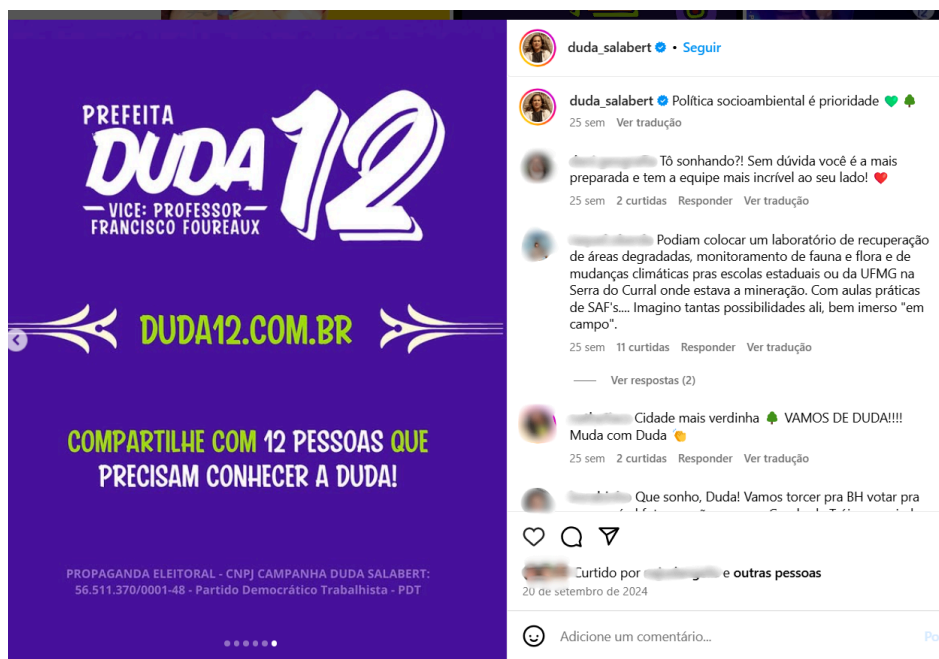 PREFEITA
DUDA 12
VICE: PROFESSOR
FRANCISCO FOUREAUX
DUDA12.COM.BR
COMPARTILHE COM 12 PESSOAS QUE
PRECISAM CONHECER A DUDA!
PROPAGANDA ELEITORAL - CNPJ CAMPANHA DUDA SALABERT:
56.511.370/0001-48 - Partido Democrático Trabalhista - PDT
duda_salabert • Seguir
duda_salabert Política socioambiental é prioridade 💚 🌳
25 sem Ver tradução
Tô sonhando?! Sem dúvida você é a mais
preparada e tem a equipe mais incrível ao seu lado! ❤️
25 sem 2 curtidas Responder Ver tradução
Podiam colocar um laboratório de recuperação
de áreas degradadas, monitoramento de fauna e flora e de
mudanças climáticas pras escolas estaduais ou da UFMG na
Serra do Curral onde estava a mineração. Com aulas práticas
de SAF's.... Imagino tantas possibilidades ali, bem imerso "em
campo".
25 sem 11 curtidas Responder Ver tradução
Ver respostas (2)
Cidade mais verdinha 🌳 VAMOS DE DUDA!!!!
Muda com Duda 👏
25 sem 2 curtidas Responder Ver tradução
Que sonho, Duda! Vamos torcer pra BH votar pra
Curtido por e outras pessoas
20 de setembro de 2024
Adicione um comentário...
Po